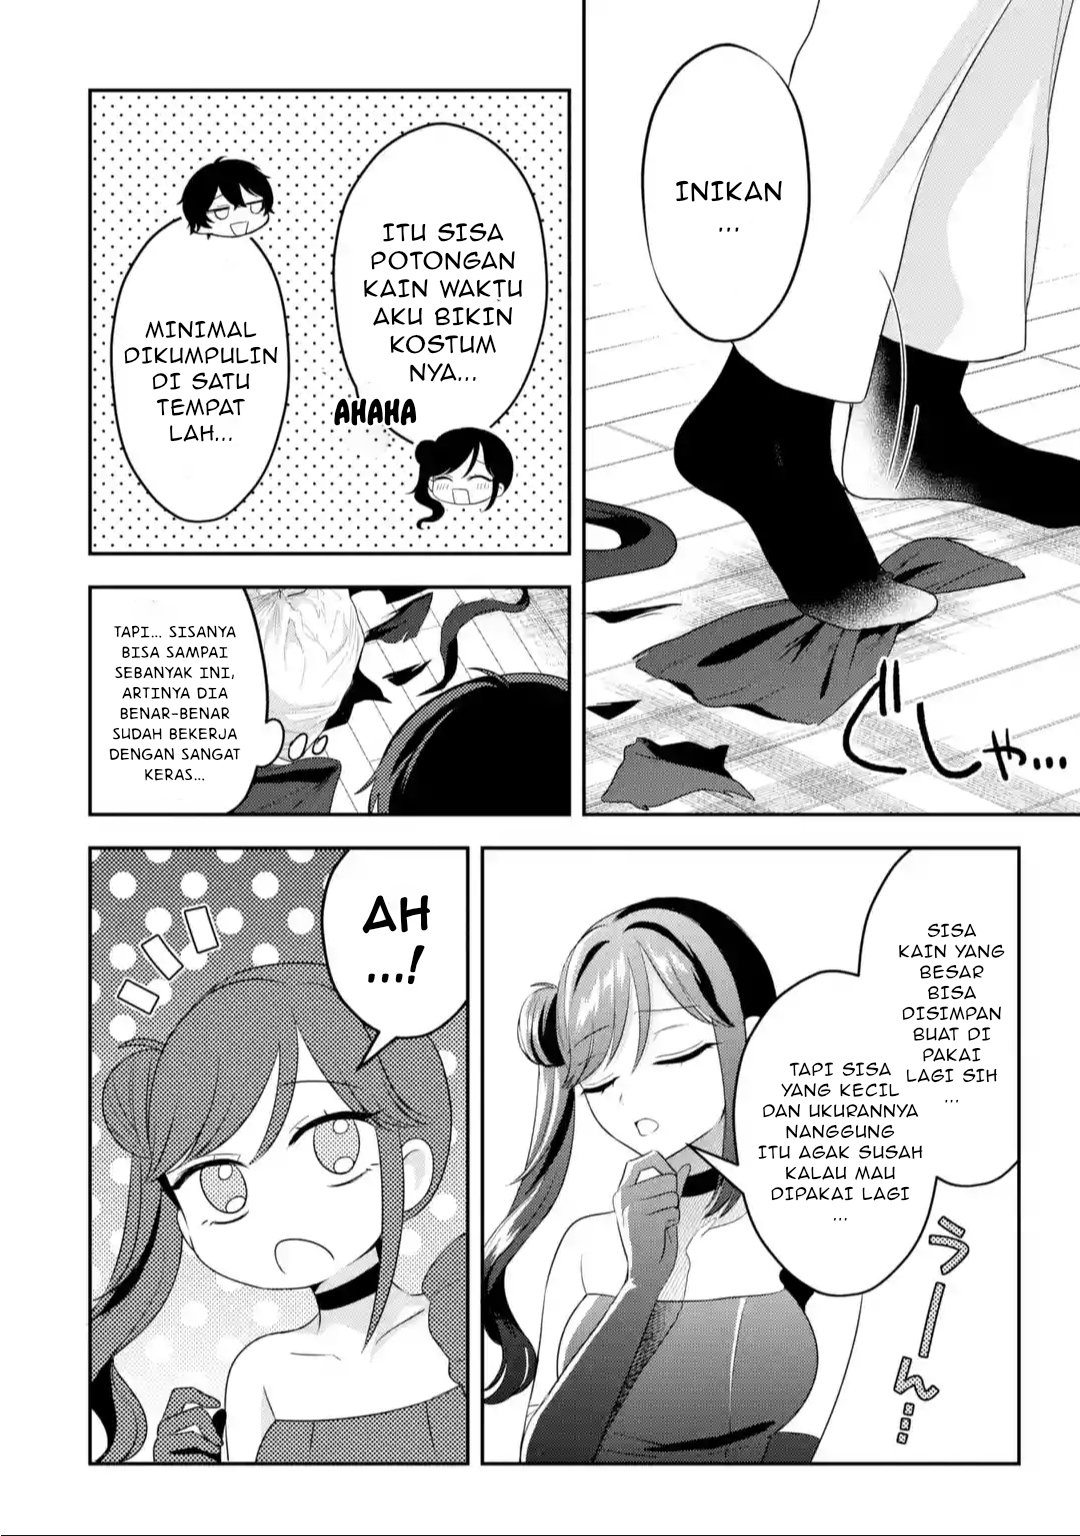 INIKAN
...
ぐしゃ...
ITU SISA
POTONGAN
KAIN WAKTU
AKU BIKIN
KOSTUM
NYA...
AHAHA
MINIMAL
DIKUMPULIN
DI SATU
TEMPAT
LAH...
TAPI... SISANYA
BISA SAMPAI
SEBANYAK INI,
ARTINYA DIA
BENAR-BENAR
SUDAH BEKERJA
DENGAN SANGAT
KERAS...
SISA
KAIN YANG
BESAR
BISA
DISIMPAN
BUAT DI
PAKAI
LAGI SIH
...
TAPI SISA
YANG KECIL
DAN UKURANNYA
NANGGUNG
ITU AGAK SUSAH
KALAU MAU
DIPAKAI LAGI
...
うーーん...
AH
...!